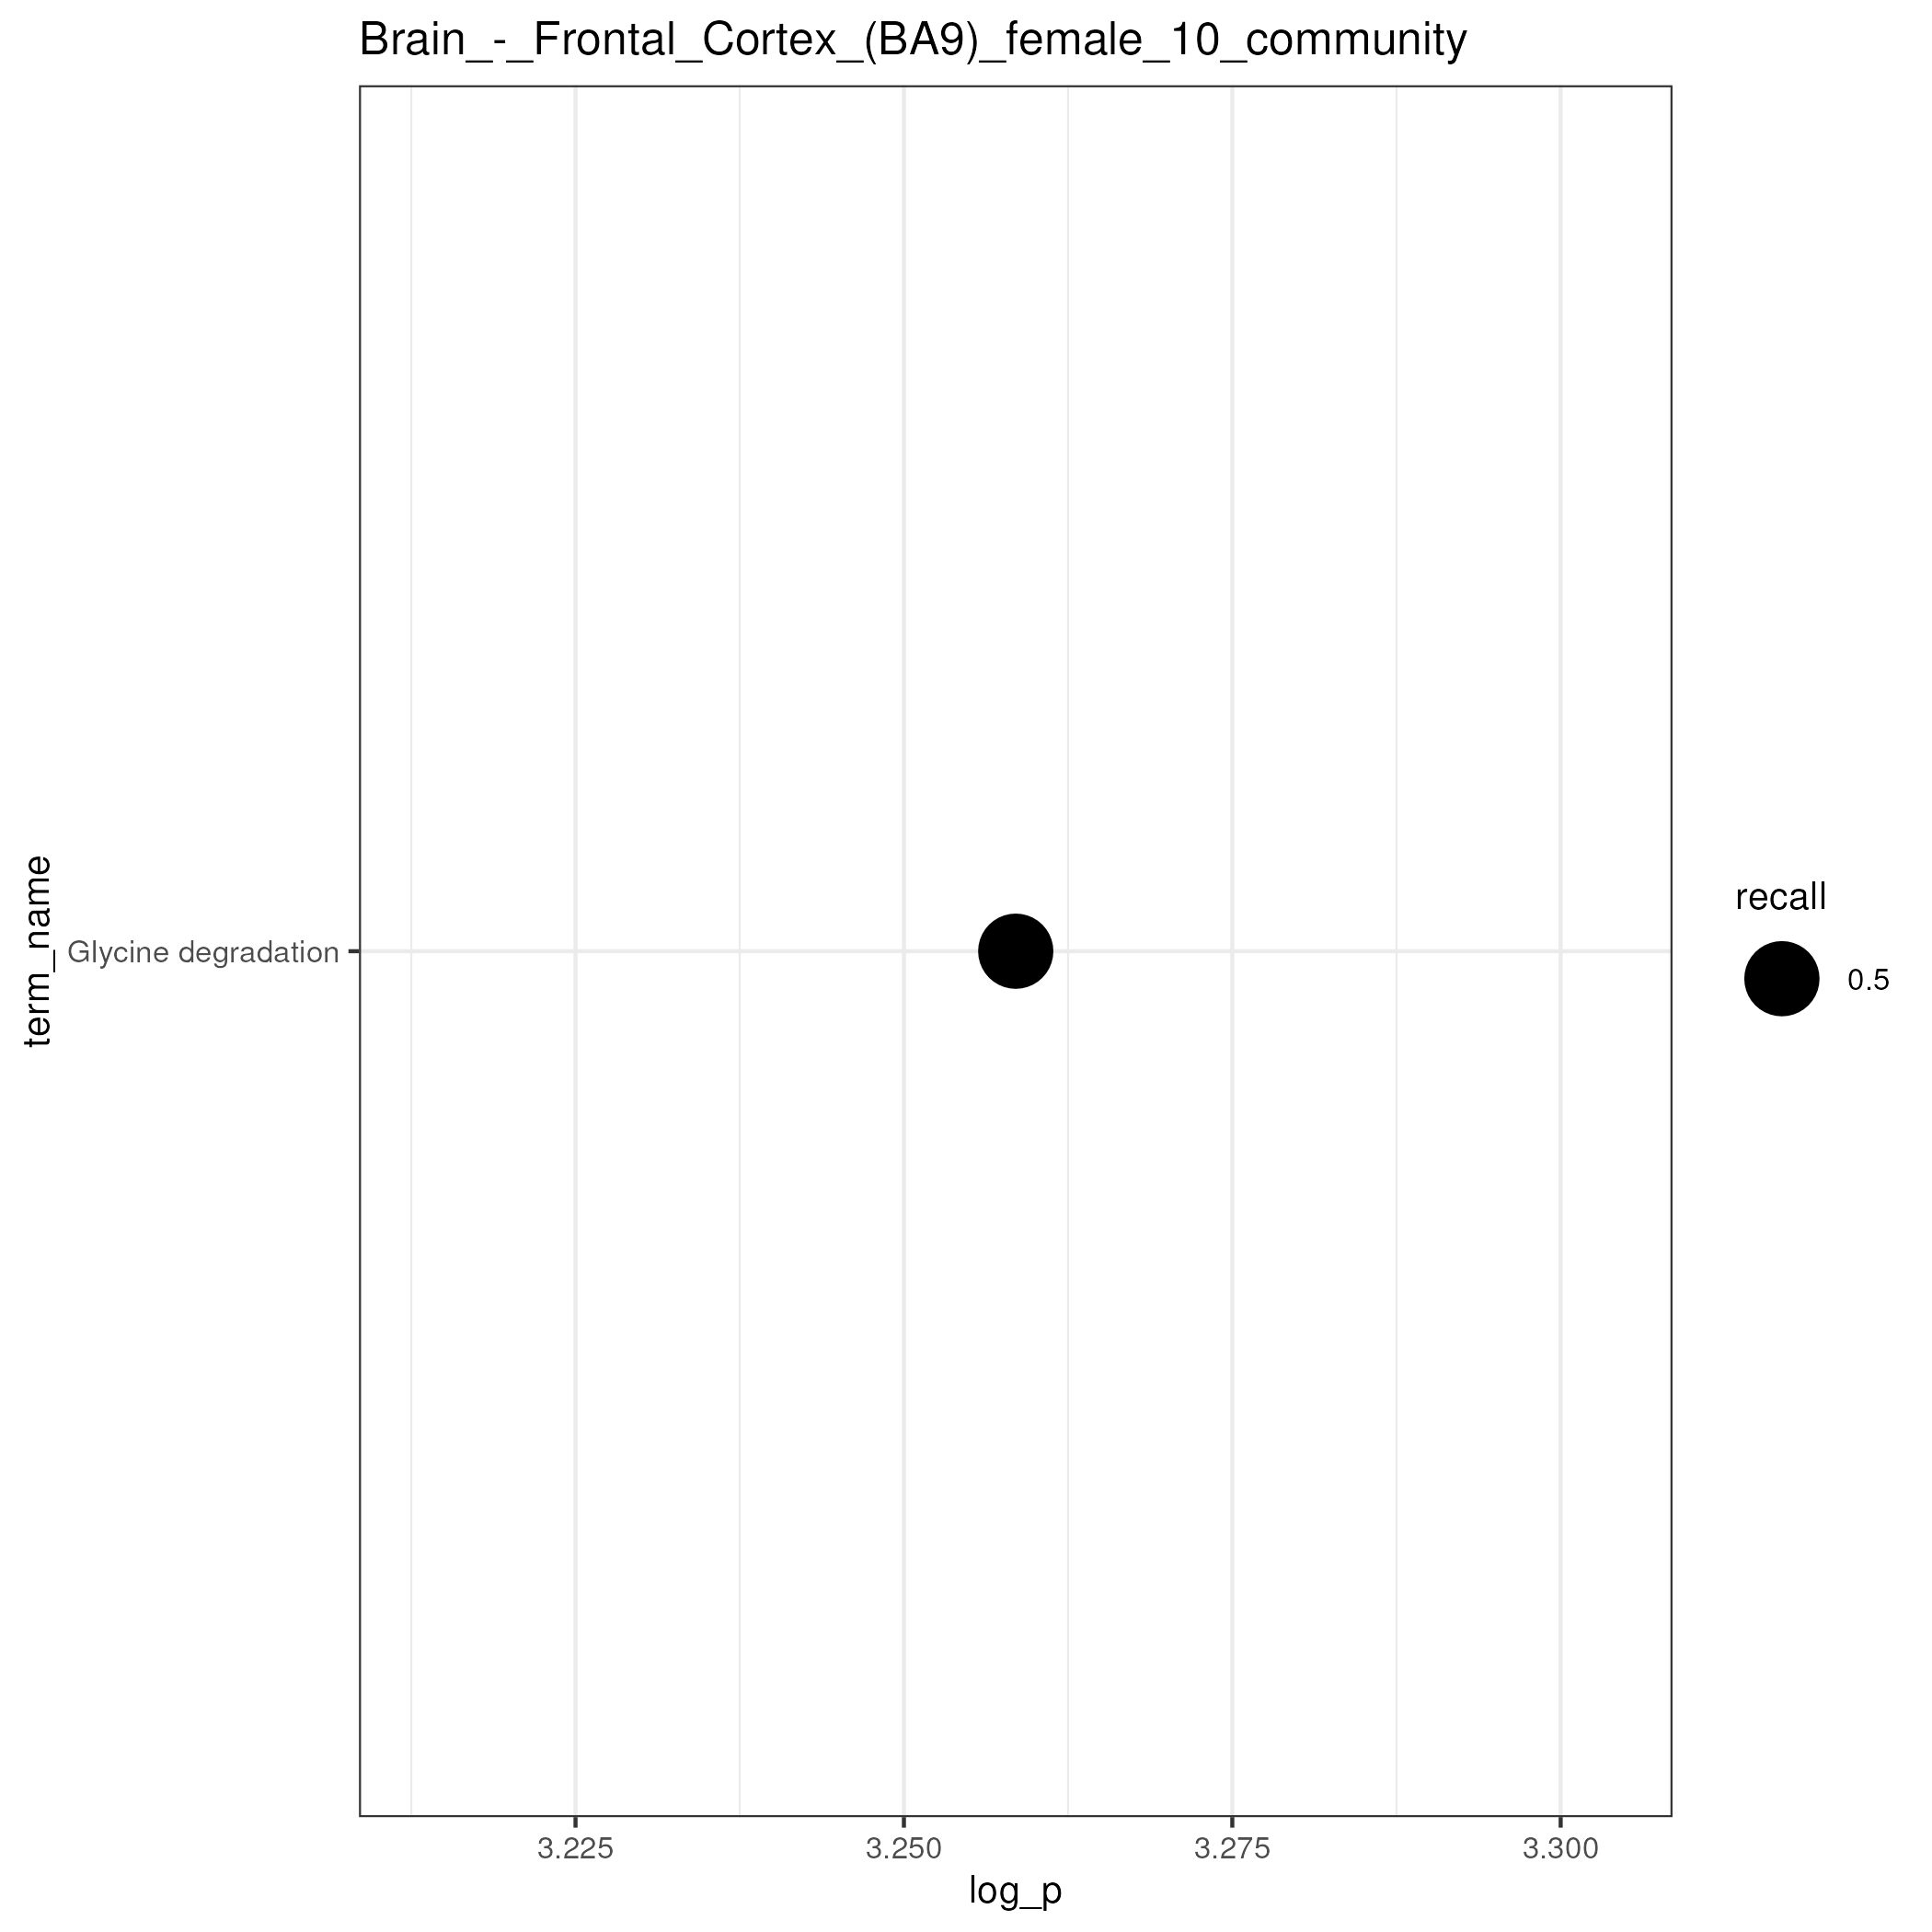 Brain_-_Frontal_Cortex_(BA9)_female_10_community
term_name
Glycine degradation
recall
0.5
3.225 3.250 3.275 3.300
log_p